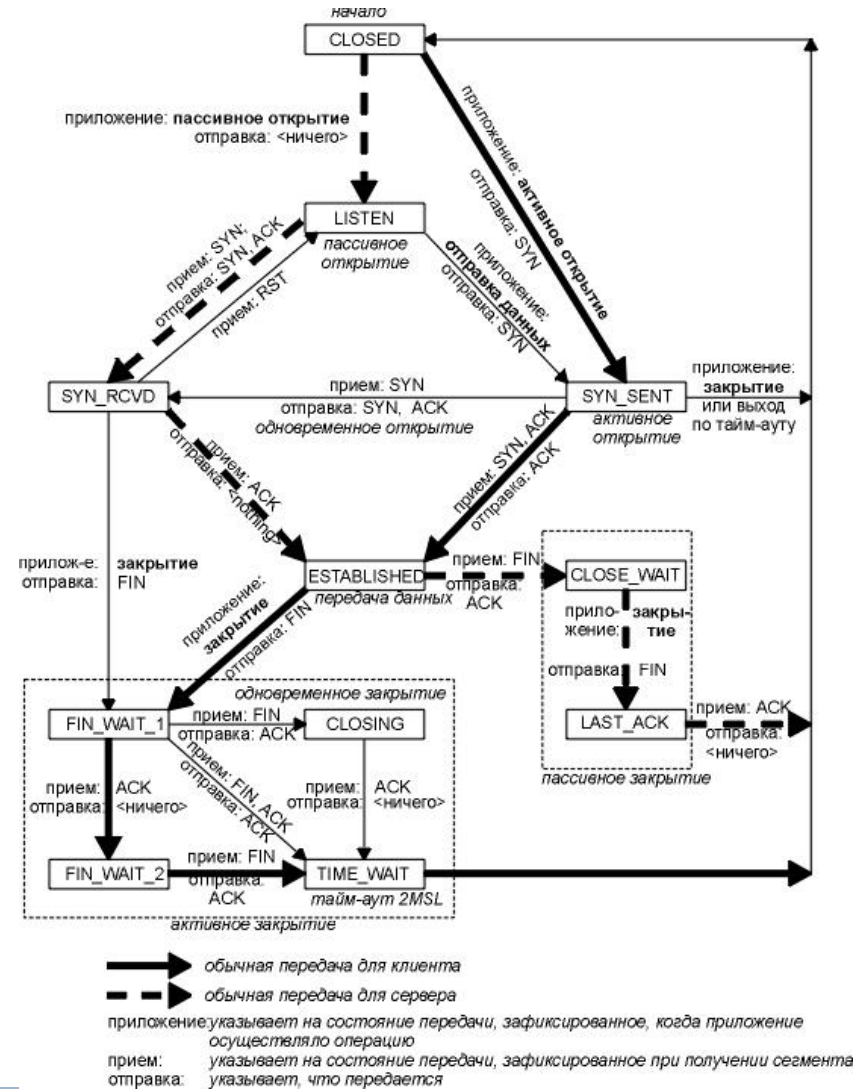 начало
CLOSED
приложение: пассивное открытие
отправка: <ничего>
приложение: активное открытие
отправка: SYN
LISTEN
пассивное
открытие
прием: SYN;
отправка: SYN, ACK
прием: RST
приложение:
отправка данных
отправка: SYN
SYN_RCVD
прием: SYN
отправка: SYN, ACK
одновременное открытие
SYN_SENT
активное
открытие
приложение:
закрытие
или выход
по тайм-ауту
прием: ACK
отправка: <nothing>
прием: SYN, ACK
отправка: ACK
прилож-е: закрытие
отправка: FIN
ESTABLISHED
передача данных
прием: FIN
отправка:
ACK
CLOSE_WAIT
прило- закры-
жение: тие
отправка: FIN
LAST_ACK
прием: ACK
отправка:
<ничего>
пассивное закрытие
приложение:
закрытие
отправка: FIN
одновременное закрытие
FIN_WAIT_1
прием: FIN
отправка: ACK
CLOSING
прием: ACK
отправка: <ничего>
прием: FIN, ACK
отправка: ACK
прием: ACK
отправка: <ничего>
FIN_WAIT_2
прием: FIN
отправка:
ACK
TIME_WAIT
тайм-аут 2MSL
активное закрытие
обычная передача для клиента
обычная передача для сервера
приложение: указывает на состояние передачи, зафиксированное, когда приложение
осуществляло операцию
прием: указывает на состояние передачи, зафиксированное при получении сегмента
отправка: указывает, что передается